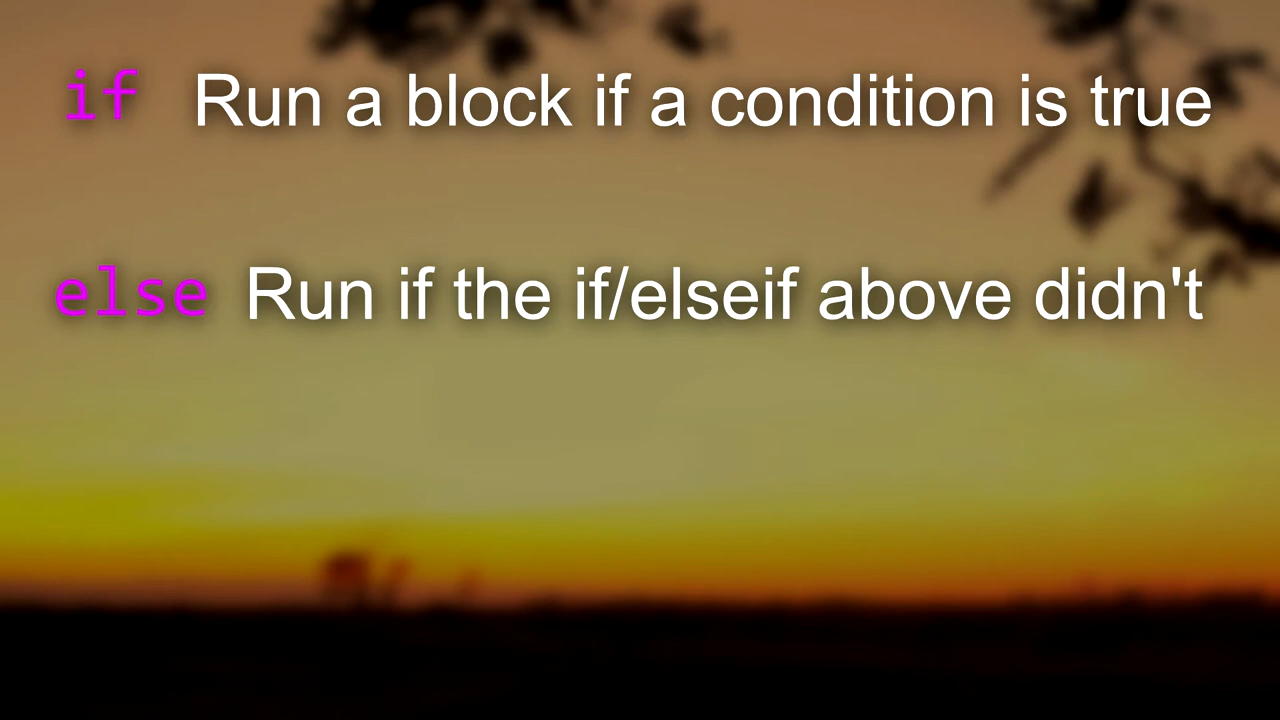 if Run a block if a condition is true
else Run if the if/elseif above didn't